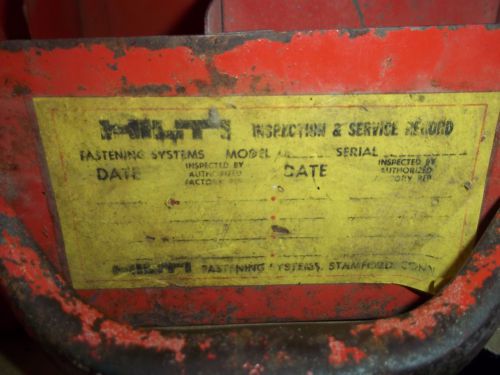 HILTI INSPECTION & SERVICE RECORD
FASTENING SYSTEMS MODEL SERIAL
DATE INSPECTED BY AUTHORIZED FACTORY REP. DATE INSPECTED BY AUTHORIZED FACTORY REP.
HILTI FASTENING SYSTEMS, STAMFORD, CONN.